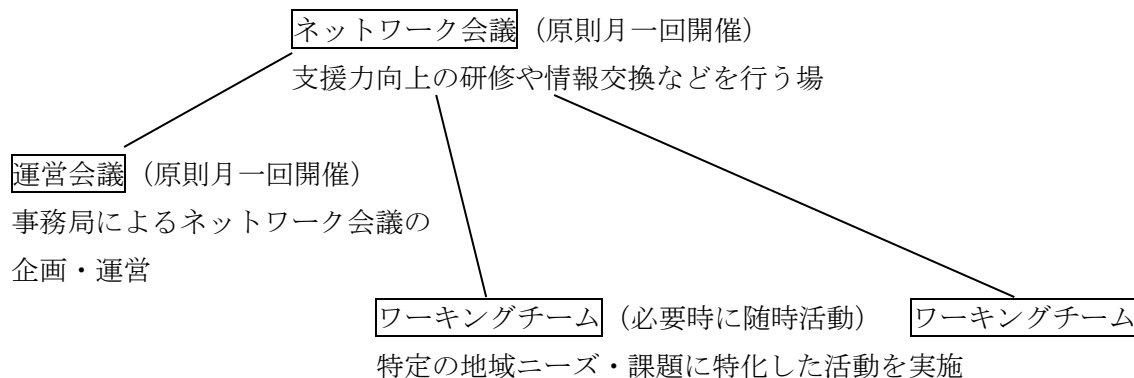 ネットワーク会議（原則月一回開催）
支援力向上の研修や情報交換などを行う場
運営会議（原則月一回開催）
事務局によるネットワーク会議の
企画・運営
ワーキングチーム（必要時に随時活動） ワーキングチーム
特定の地域ニーズ・課題に特化した活動を実施